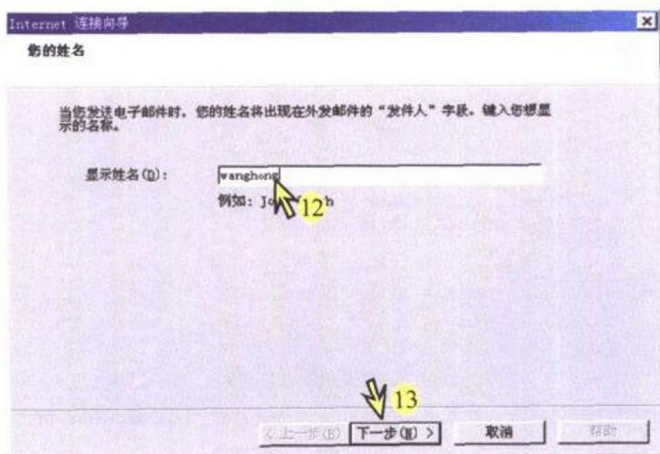 Internet 连接向导
您的姓名
当您发送电子邮件时,您的姓名将出现在外发邮件的“发件人”字段。键入您想显
示的名称。
显示姓名(D):
wanghong
例如: Jo h
12
13
< 上一步(B)
下一步(N) >
取消
帮助